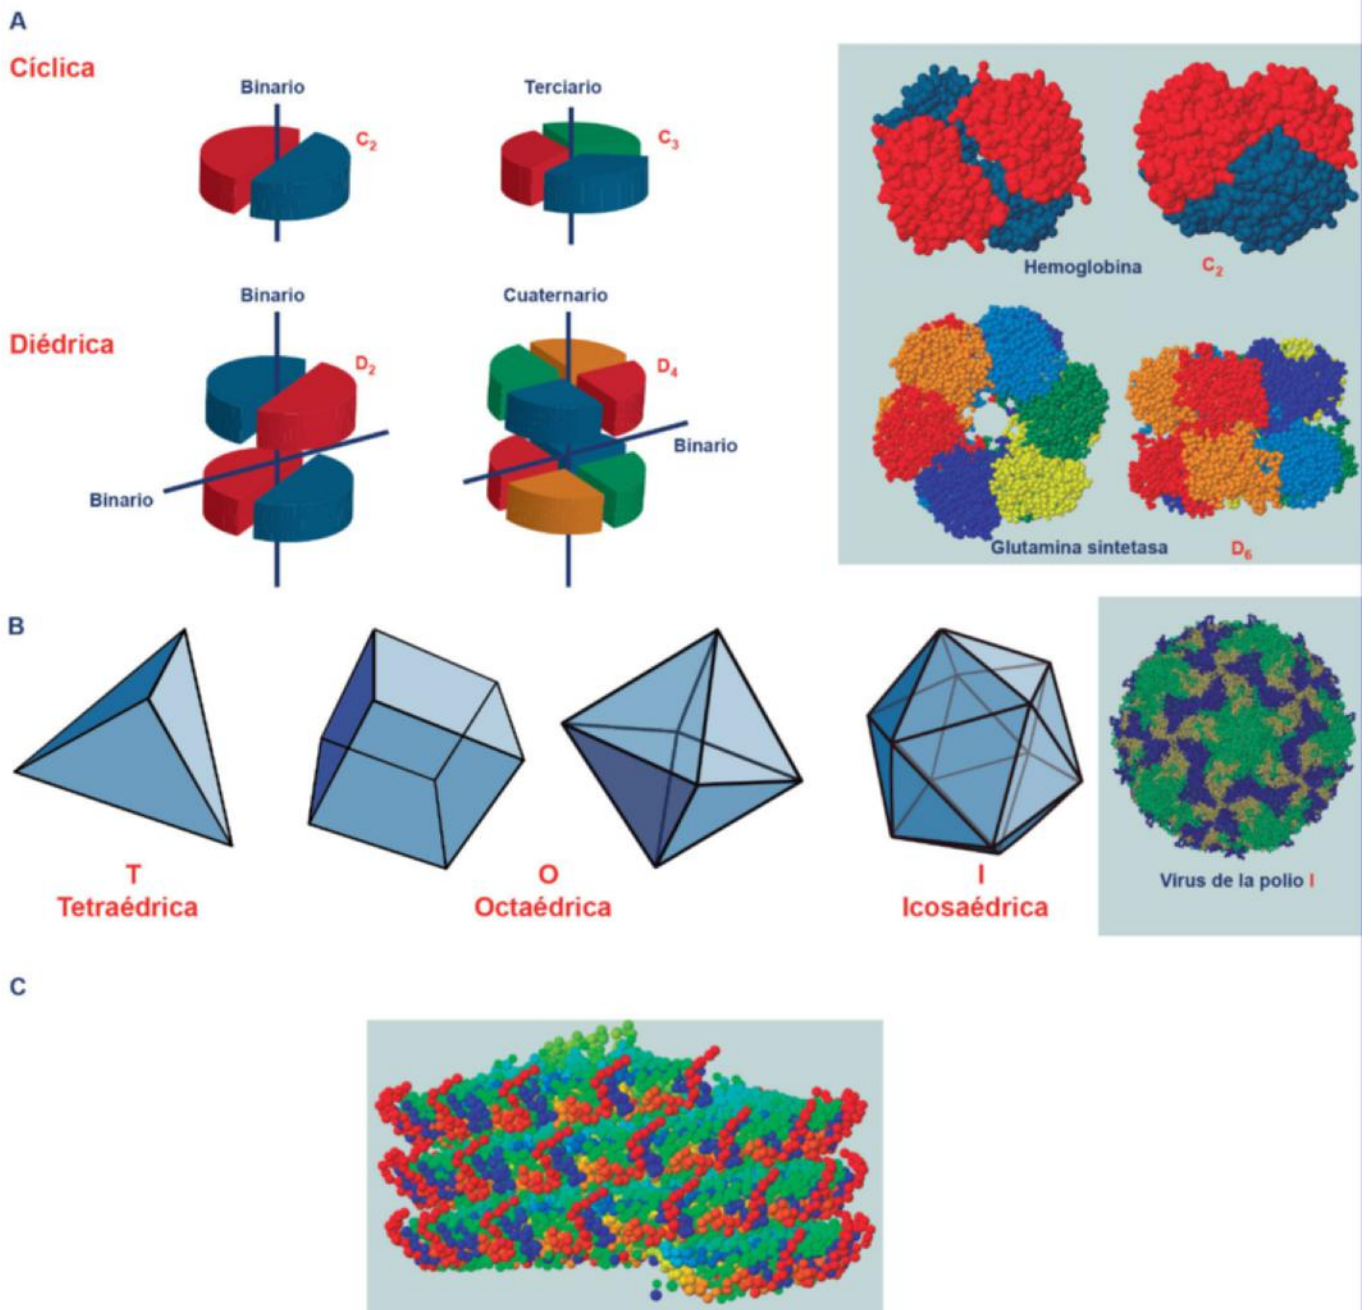 A
Cíclica
Binario
C2
Terciario
C3
Diédrica
Binario
D2
Binario
Cuaternario
D4
Binario
Hemoglobina C2
Glutamina sintetasa D6
B
T
Tetraédrica
O
Octaédrica
I
Icosaédrica
Virus de la polio I
C